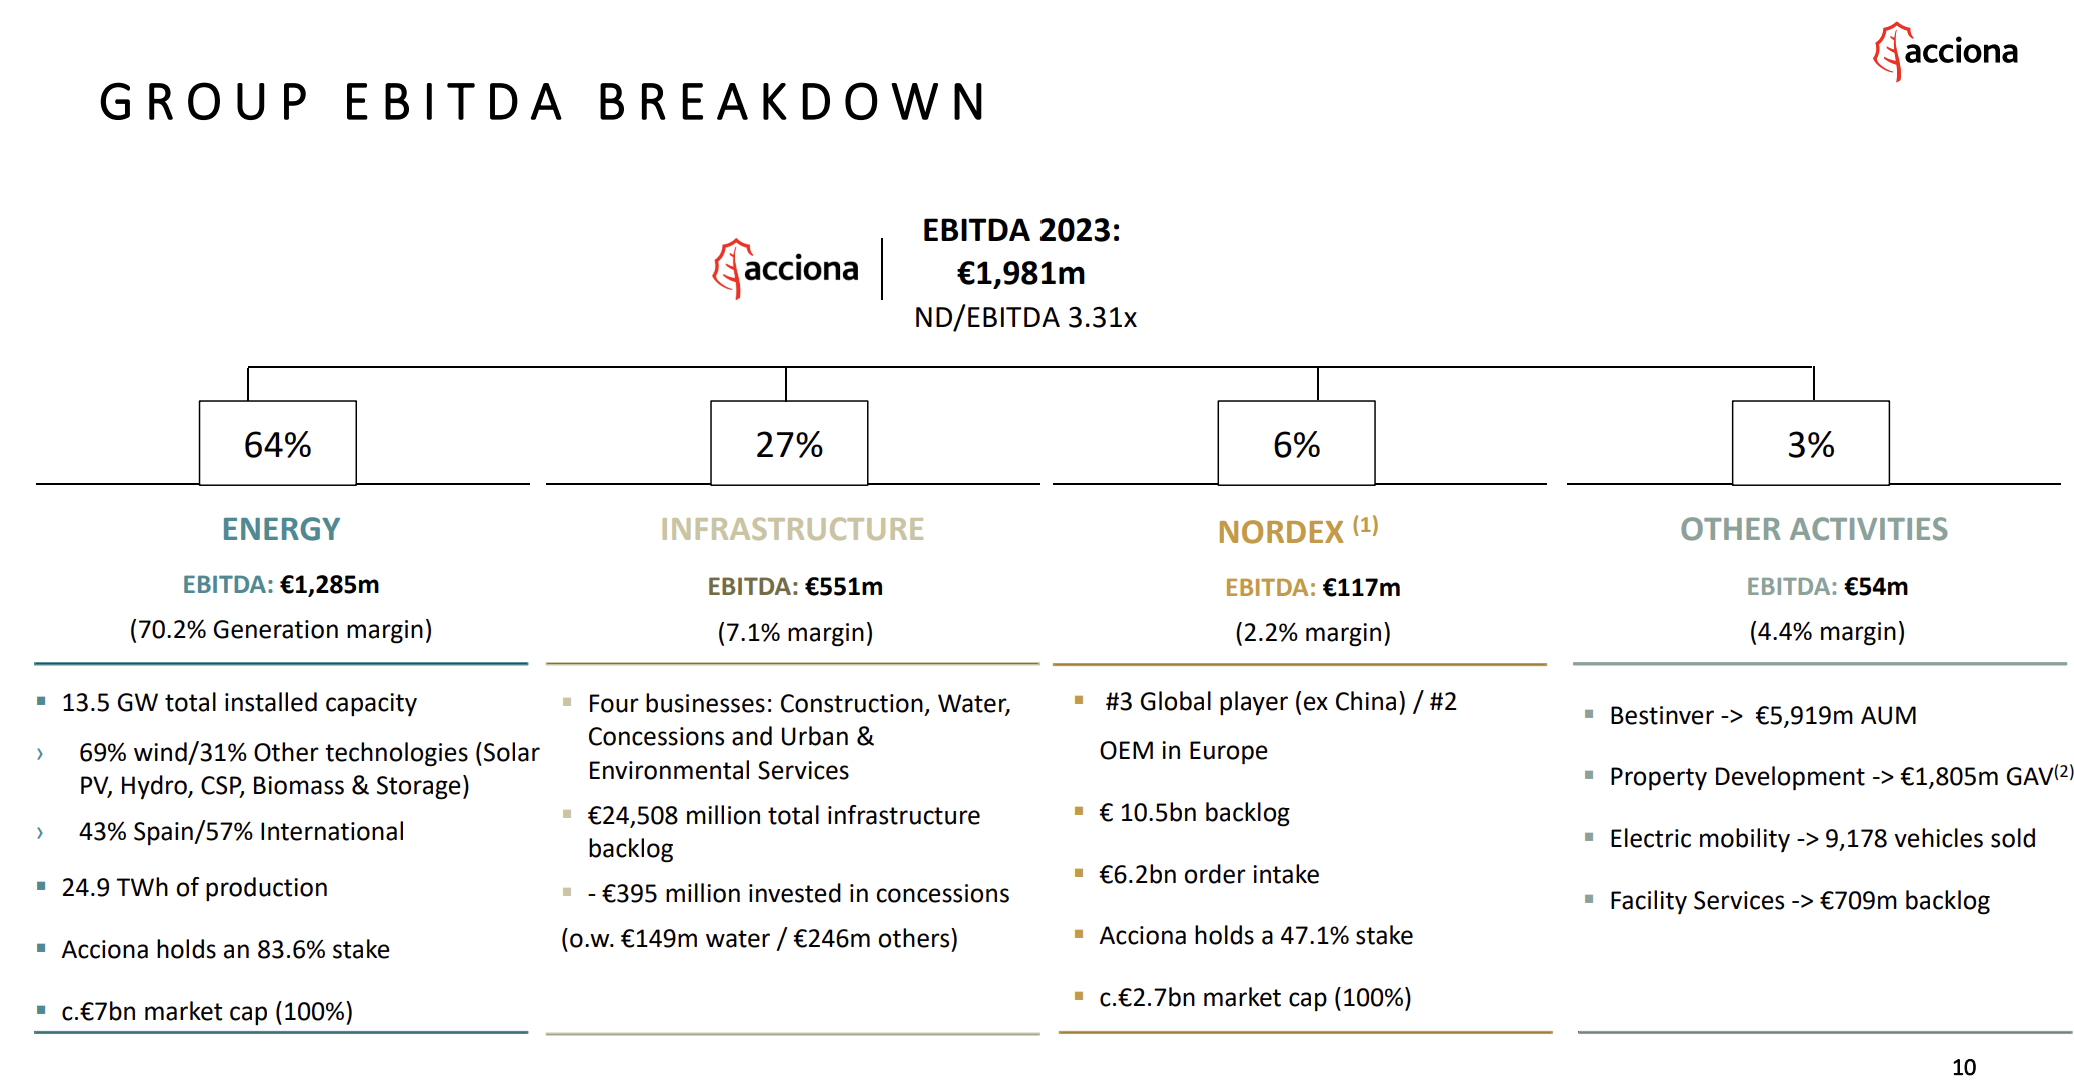 acciona
GROUP EBITDA BREAKDOWN
acciona
EBITDA 2023:
€1,981m
ND/EBITDA 3.31x
64%
ENERGY
EBITDA: €1,285m
(70.2% Generation margin)
▪ 13.5 GW total installed capacity
› 69% wind/31% Other technologies (Solar
PV, Hydro, CSP, Biomass & Storage)
› 43% Spain/57% International
▪ 24.9 TWh of production
▪ Acciona holds an 83.6% stake
▪ c.€7bn market cap (100%)
27%
INFRASTRUCTURE
EBITDA: €551m
(7.1% margin)
▪ Four businesses: Construction, Water,
Concessions and Urban &
Environmental Services
▪ €24,508 million total infrastructure
backlog
▪ - €395 million invested in concessions
(o.w. €149m water / €246m others)
6%
NORDEX (1)
EBITDA: €117m
(2.2% margin)
▪ #3 Global player (ex China) / #2
OEM in Europe
▪ € 10.5bn backlog
▪ €6.2bn order intake
▪ Acciona holds a 47.1% stake
▪ c.€2.7bn market cap (100%)
3%
OTHER ACTIVITIES
EBITDA: €54m
(4.4% margin)
▪ Bestinver -> €5,919m AUM
▪ Property Development -> €1,805m GAV(2)
▪ Electric mobility -> 9,178 vehicles sold
▪ Facility Services -> €709m backlog
10